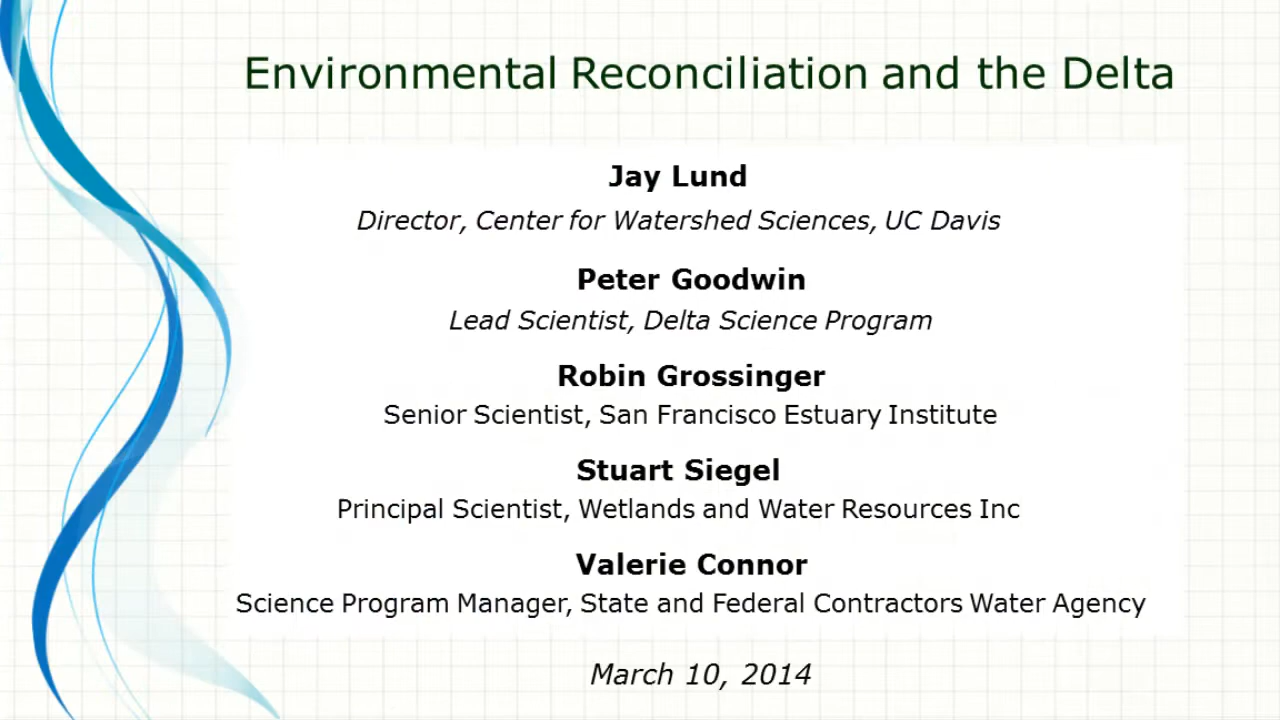 Environmental Reconciliation and the Delta
Jay Lund
Director, Center for Watershed Sciences, UC Davis
Peter Goodwin
Lead Scientist, Delta Science Program
Robin Grossinger
Senior Scientist, San Francisco Estuary Institute
Stuart Siegel
Principal Scientist, Wetlands and Water Resources Inc
Valerie Connor
Science Program Manager, State and Federal Contractors Water Agency
March 10, 2014